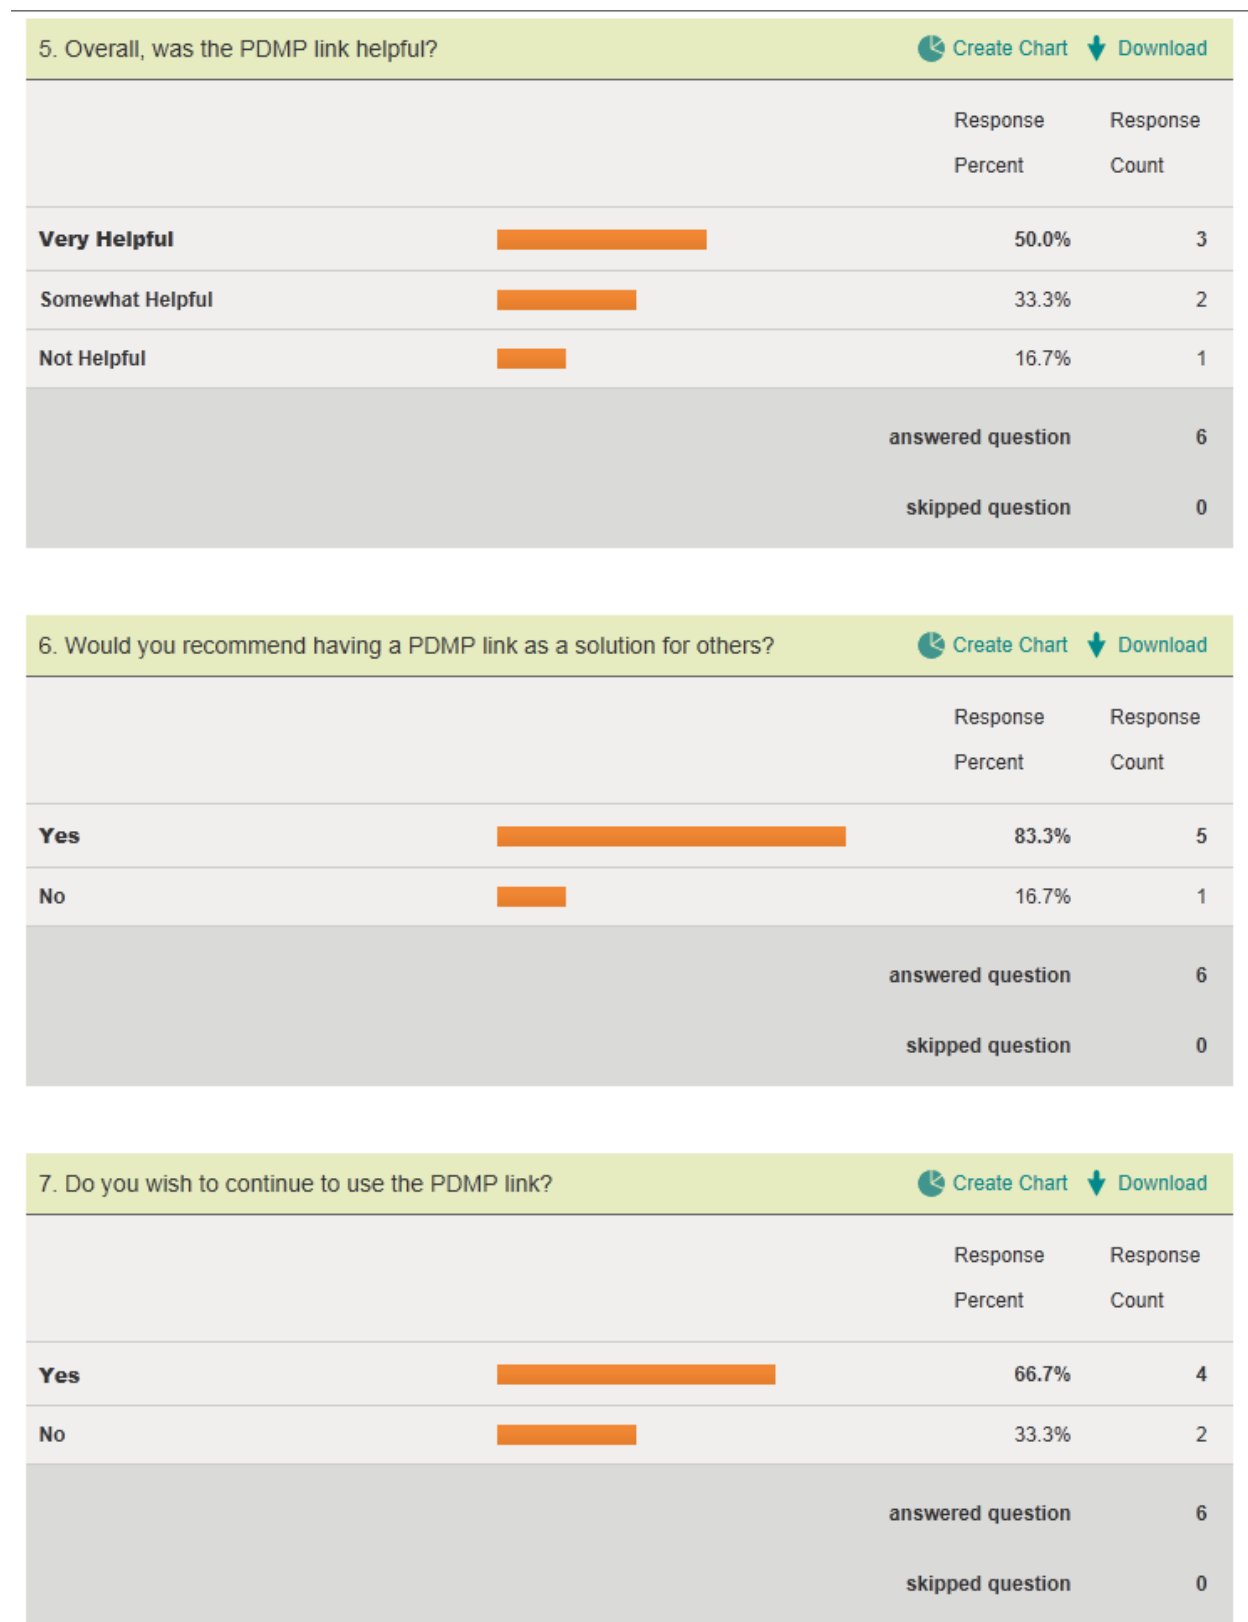 5. Overall, was the PDMP link helpful? Create Chart Download
Response Response
Percent Count
Very Helpful 50.0% 3
Somewhat Helpful 33.3% 2
Not Helpful 16.7% 1
answered question 6
skipped question 0
6. Would you recommend having a PDMP link as a solution for others? Create Chart Download
Response Response
Percent Count
Yes 83.3% 5
No 16.7% 1
answered question 6
skipped question 0
7. Do you wish to continue to use the PDMP link? Create Chart Download
Response Response
Percent Count
Yes 66.7% 4
No 33.3% 2
answered question 6
skipped question 0